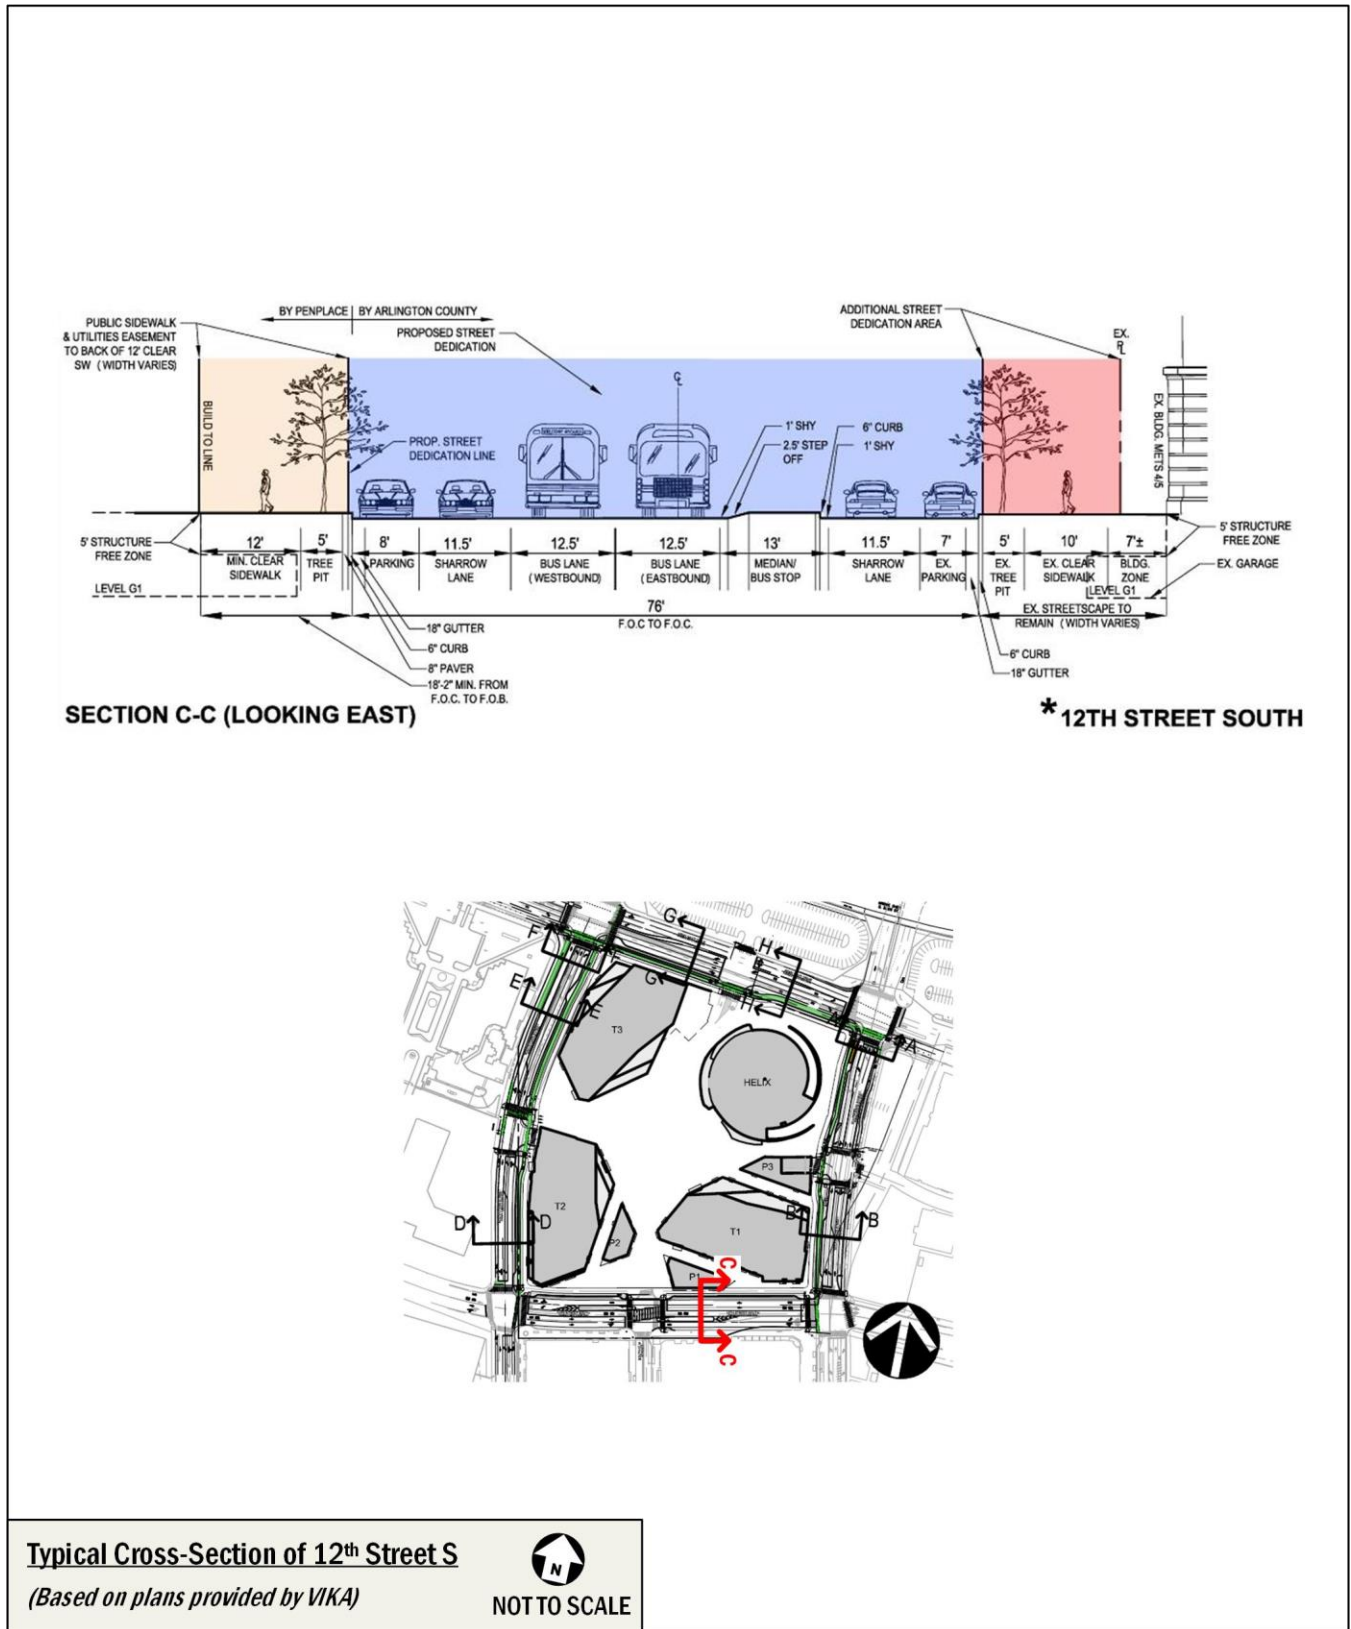 BY PENPLACE BY ARLINGTON COUNTY
PUBLIC SIDEWALK
& UTILITIES EASEMENT
TO BACK OF 12' CLEAR
SW (WIDTH VARIES)
PROPOSED STREET
DEDICATION
ADDITIONAL STREET
DEDICATION AREA
EX.
PL
CL
BUILD TO LINE
PROP. STREET
DEDICATION LINE
1' SHY
2.5' STEP
OFF
6" CURB
1' SHY
EX. BLDG. METS 4/5
5' STRUCTURE
FREE ZONE
12'
MIN. CLEAR
SIDEWALK
5'
TREE
PIT
8'
PARKING
11.5'
SHARROW
LANE
12.5'
BUS LANE
(WESTBOUND)
12.5'
BUS LANE
(EASTBOUND)
13'
MEDIAN/
BUS STOP
11.5'
SHARROW
LANE
7'
EX.
PARKING
5'
EX.
TREE
PIT
10'
EX. CLEAR
SIDEWALK
7'±
BLDG.
ZONE
5' STRUCTURE
FREE ZONE
EX. GARAGE
LEVEL G1
LEVEL G1
76'
F.O.C TO F.O.C.
EX. STREETSCAPE TO
REMAIN (WIDTH VARIES)
18" GUTTER
6" CURB
8" PAVER
18'-2" MIN. FROM
F.O.C. TO F.O.B.
6" CURB
18" GUTTER
SECTION C-C (LOOKING EAST)
*12TH STREET SOUTH
G
F
H
F
G
E
H
A
E
A
T3
HELIX
P3
T2
B
B
D
D
T1
P2
P1
C
C
Typical Cross-Section of 12th Street S
(Based on plans provided by VIKA)
N
NOT TO SCALE